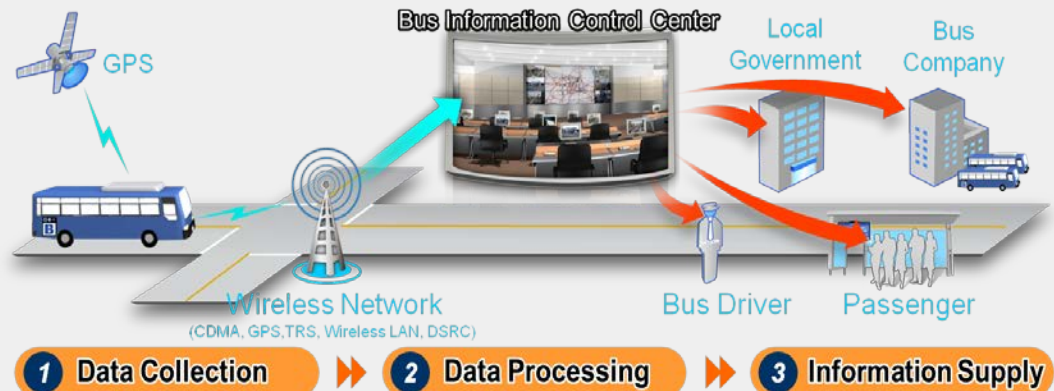 Bus Information Control Center
GPS
Local
Government
Bus
Company
B
Wireless Network
(CDMA, GPS,TRS, Wireless LAN, DSRC)
Bus Driver
Passenger
1 Data Collection
2 Data Processing
3 Information Supply